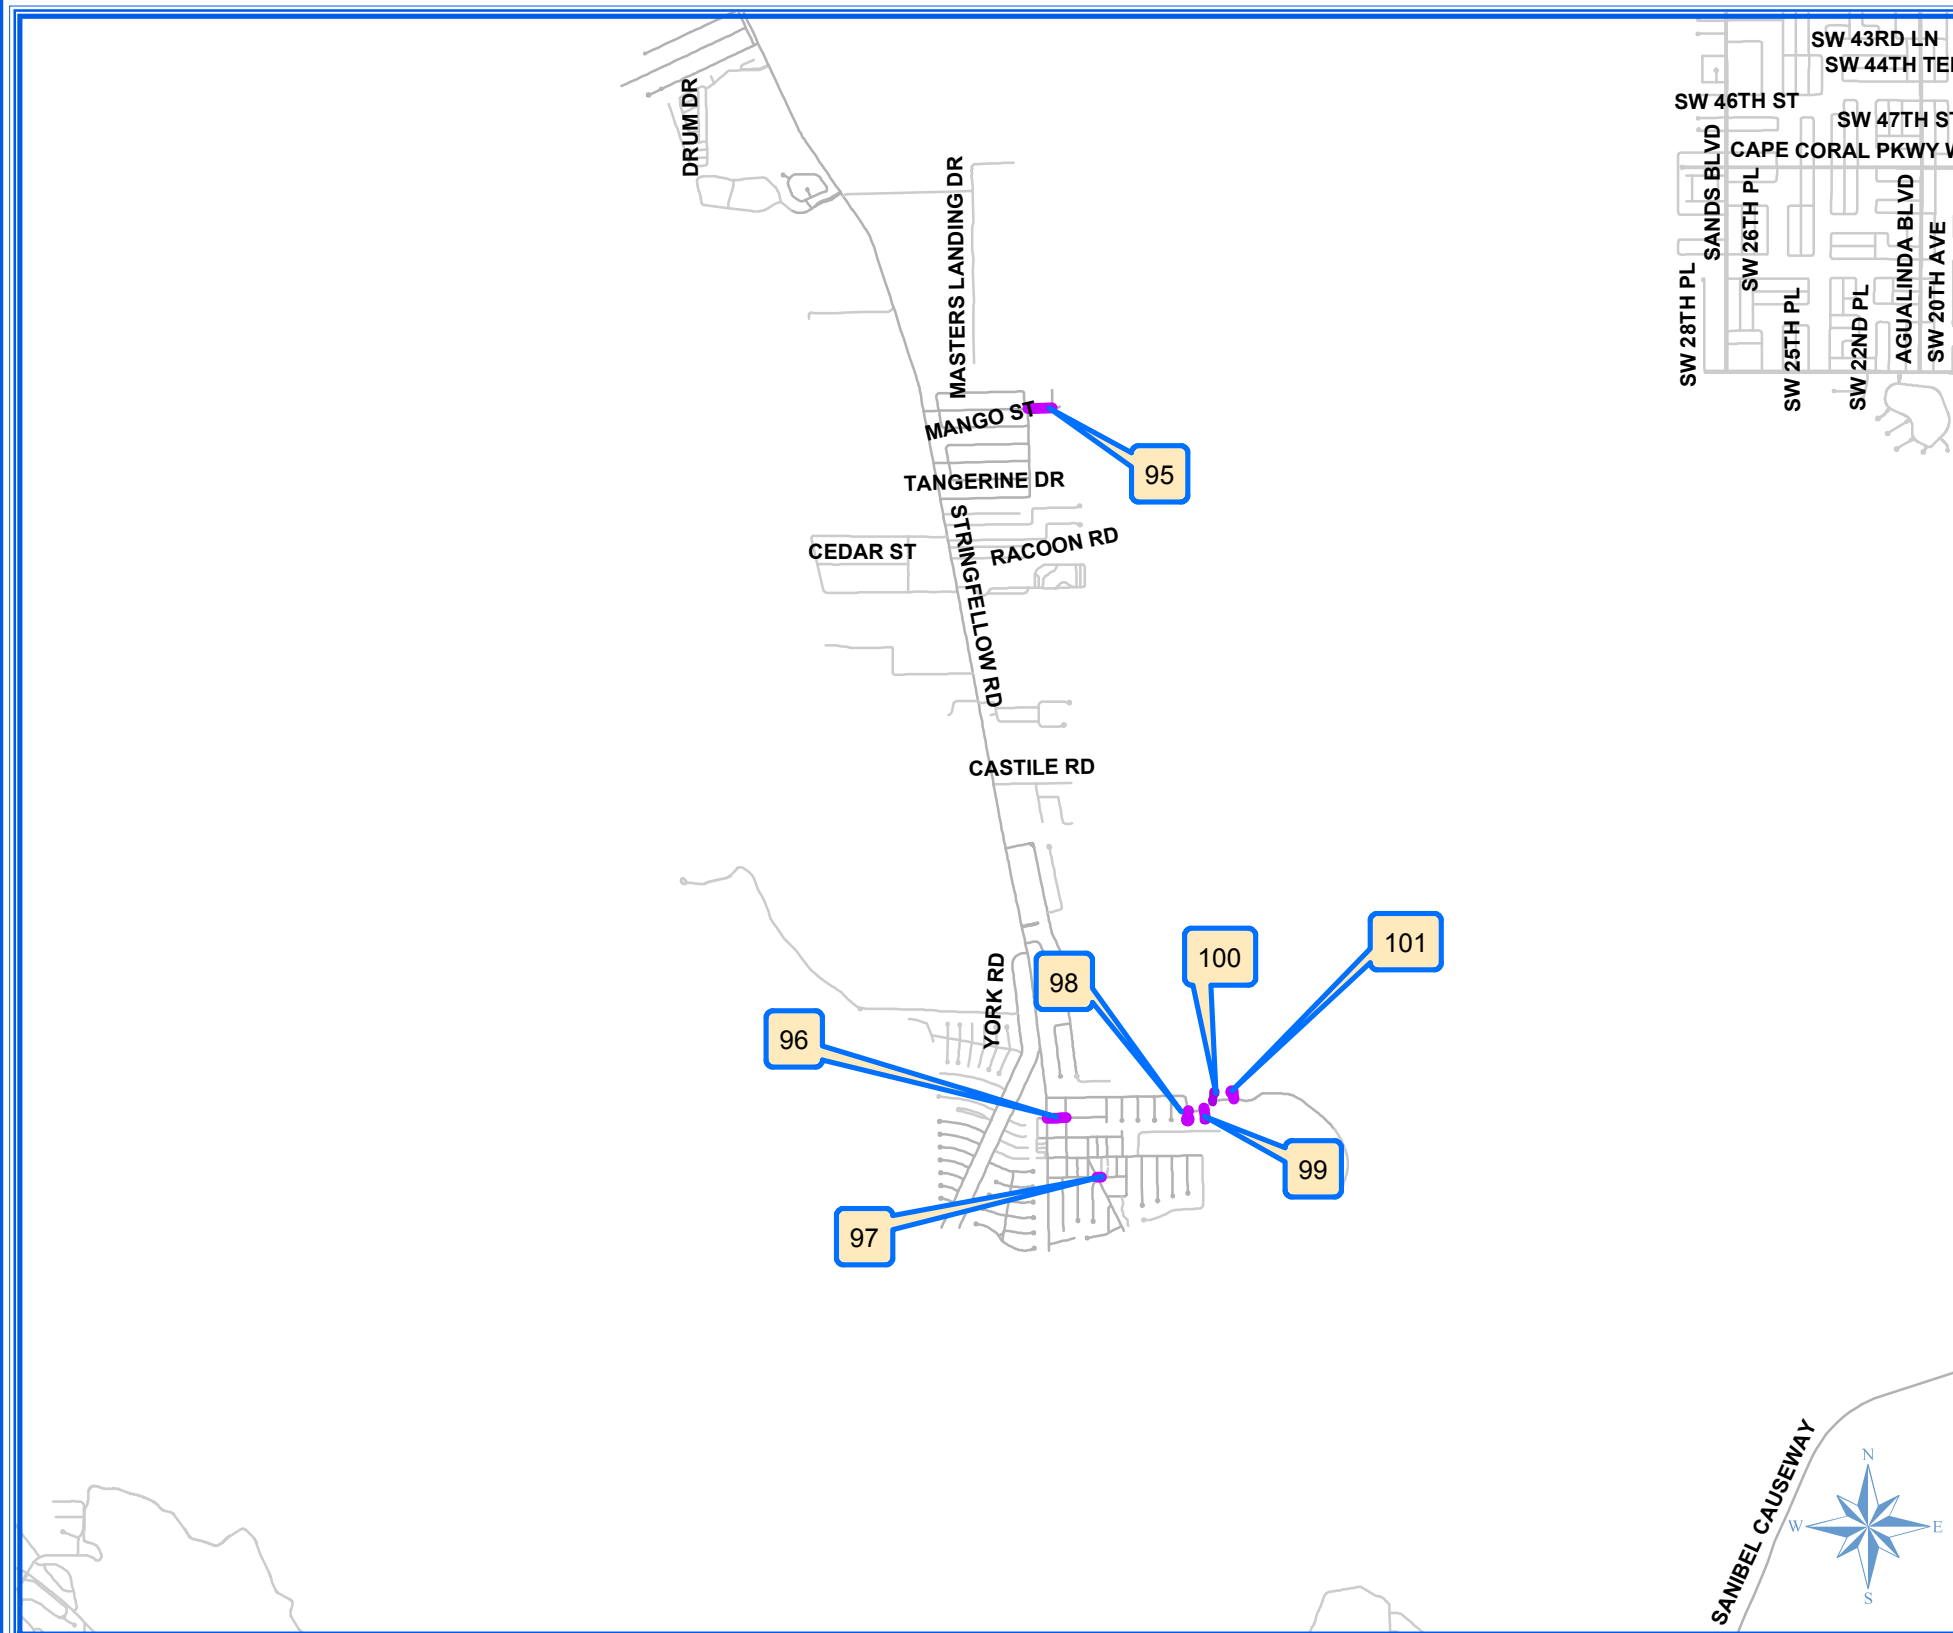 SW 43RD LN
SW 44TH TE
SW 46TH ST
SW 47TH ST
CAPE CORAL PKWY W
SANDS BLVD
SW 26TH PL
SW 28TH PL
SW 25TH PL
SW 22ND PL
AGUALINDA BLVD
SW 20TH AVE
DRUM DR
MASTERS LANDING DR
MANGO ST
95
TANGERINE DR
STRINGFELLOW RD
CEDAR ST
RACOON RD
CASTILE RD
YORK RD
98
100
101
96
99
97
SANIBEL CAUSEWAY
N
W
E
S